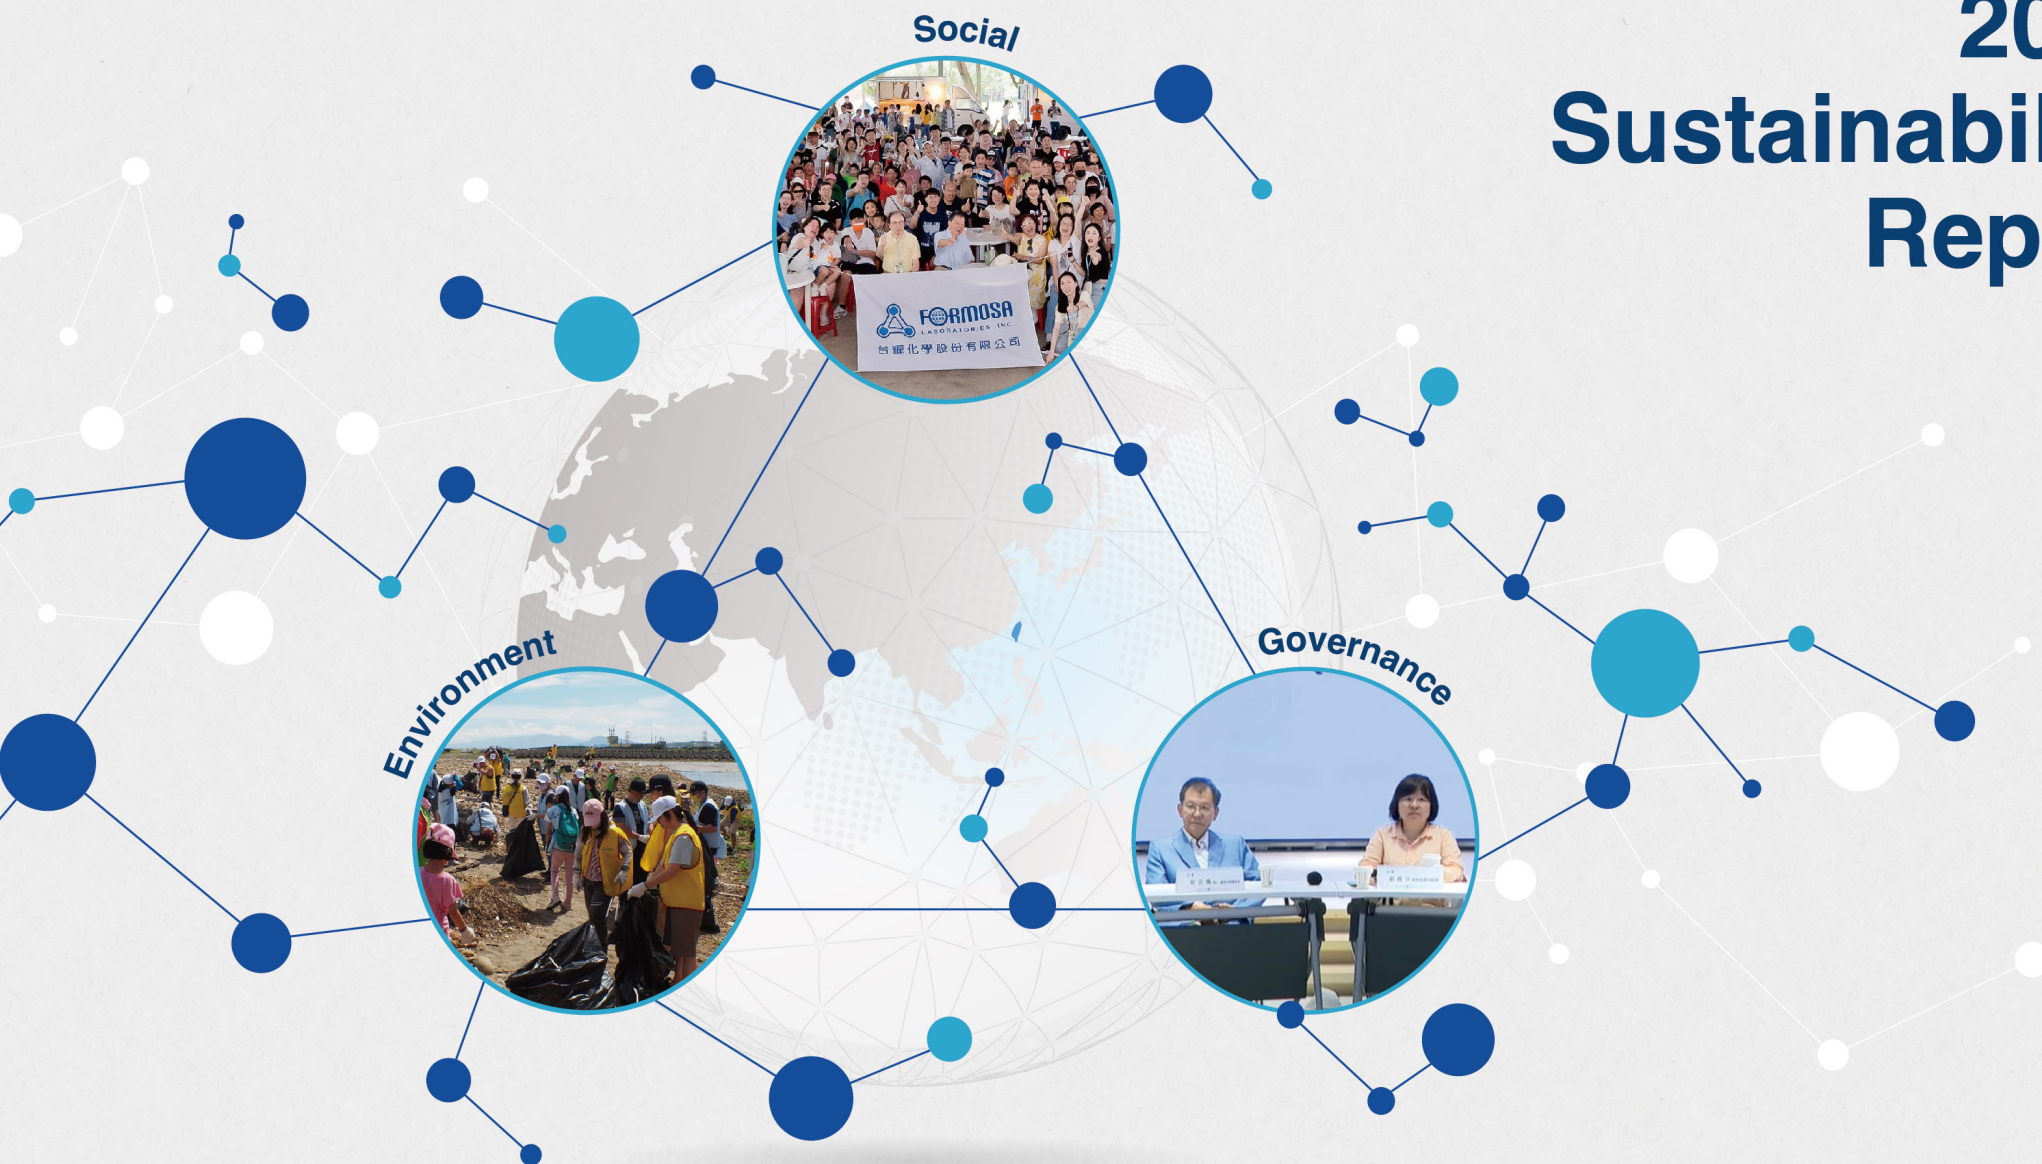 Social
20
Sustainabil
Rep
FORMOSA
LABORATORIES INC.
台耀化學股份有限公司
Environment
Governance